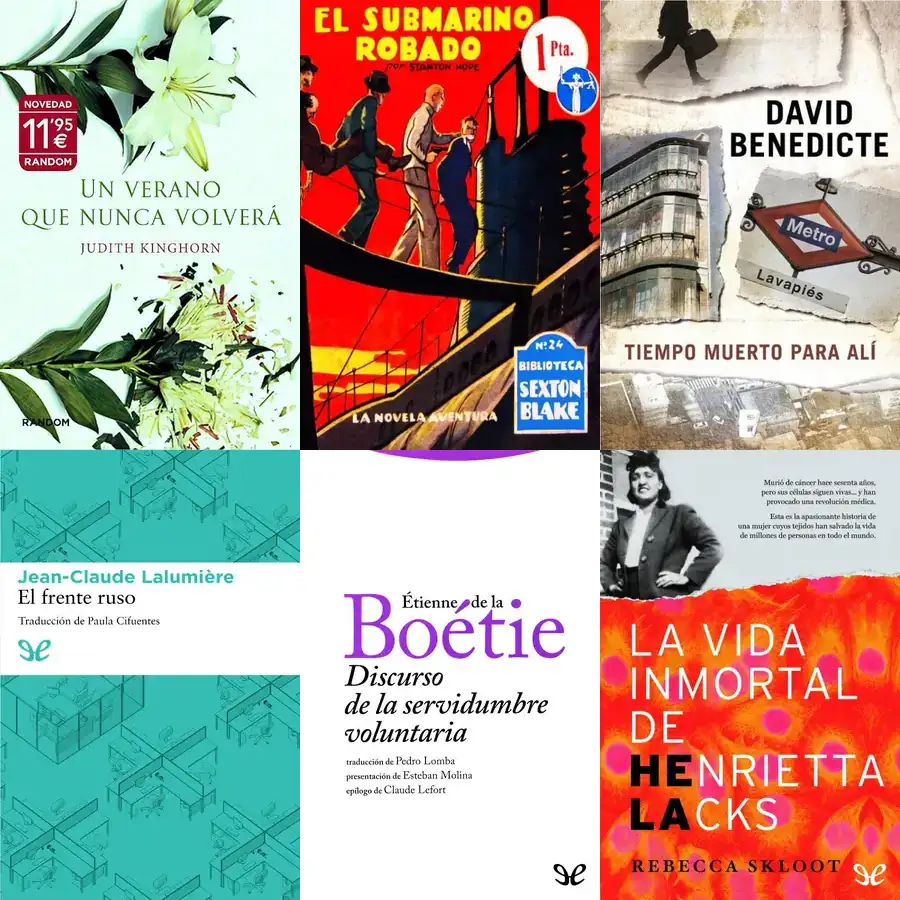 NOVEDAD
11'95
€
RANDOM
UN VERANO
QUE NUNCA VOLVERÁ
JUDITH KINGHORN
RANDOM
EL SUBMARINO
ROBADO
POR STANTON HOPE
1 Pta.
Nº 24
BIBLIOTECA
SEXTON
BLAKE
LA NOVELA AVENTURA
DAVID
BENEDICTE
Metro
Lavapiés
TIEMPO MUERTO PARA ALÍ
Jean-Claude Lalumière
El frente ruso
Traducción de Paula Cifuentes
Étienne de la
Boétie
Discurso
de la servidumbre
voluntaria
traducción de Pedro Lomba
presentación de Esteban Molina
epílogo de Claude Lefort
Murió de cáncer hace sesenta años,
pero sus células siguen vivas... y han
provocado una revolución médica.
Esta es la apasionante historia de
una mujer cuyos tejidos han salvado la vida
de millones de personas en todo el mundo.
LA VIDA
INMORTAL
DE
HENRIETTA
LACKS
REBECCA SKLOOT